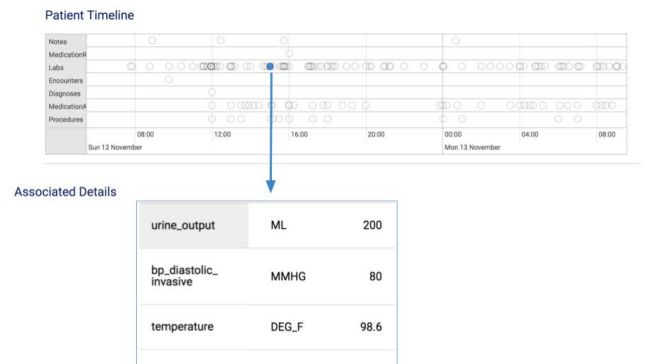 Patient Timeline
Notes
MedicationR
Labs
Encounters
Diagnoses
MedicationA
Procedures
08:00 12:00 16:00 20:00 00:00 04:00 08:00
Sun 12 November Mon 13 November
Associated Details
urine_output ML 200
bp_diastolic_
invasive MMHG 80
temperature DEG_F 98.6